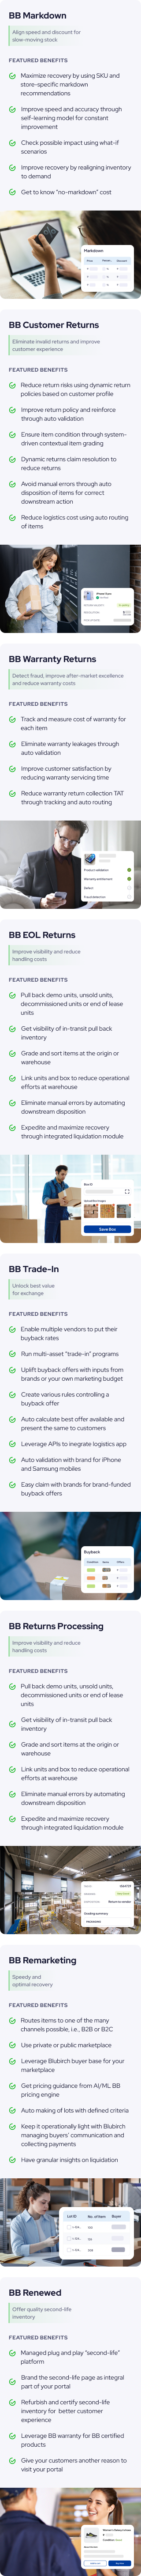 BB Markdown
Align speed and discount for
slow-moving stock
FEATURED BENEFITS
Maximize recovery by using SKU and
store-specific markdown
recommendations
Improve speed and accuracy through
self-learning model for constant
improvement
Check possible impact using what-if
scenarios
Improve recovery by realigning inventory
to demand
Get to know "no-markdown" cost
Markdown
BB Customer Returns
Eliminate invalid returns and improve
customer experience
FEATURED BENEFITS
Reduce return risks using dynamic return
policies based on customer profile
Improve return policy and reinforce
through auto validation
Ensure item condition through system-
driven contextual item grading
Dynamic returns claim resolution to
reduce returns
Avoid manual errors through auto
disposition of items for correct
downstream action
Reduce logistics cost using auto routing
of items
BB Warranty Returns
Detect fraud, improve after-market excellence
and reduce warranty costs
FEATURED BENEFITS
Track and measure cost of warranty for
each item
Eliminate warranty leakages through
auto validation
Improve customer satisfaction by
reducing warranty servicing time
Reduce warranty return collection TAT
through tracking and auto routing
Product validation
Defect
Fraud detection
BB EOL Returns
Improve visibility and reduce
handling costs
FEATURED BENEFITS
Pull back demo units, unsold units,
decommissioned units or end of lease
units
Get visibility of in-transit pull back
inventory
Grade and sort items at the origin or
warehouse
Link units and box to reduce operational
efforts at warehouse
Eliminate manual errors by automating
downstream disposition
Expedite and maximize recovery
through integrated liquidation module
Box ID
Save Box
BB Trade-In
Unlock best value
for exchange
FEATURED BENEFITS
Enable multiple vendors to put their
buyback rates
Run multi-asset "trade-in" programs
Uplift buyback offers with inputs from
brands or your own marketing budget
Create various rules controlling a
buyback offer
Auto calculate best offer available and
present the same to customers
Leverage APIs to inegrate logistics app
Auto validation with brand for iPhone
and Samsung mobiles
Easy claim with brands for brand-funded
buyback offers
Buyback
BB Returns Processing
Improve visibility and reduce
handling costs
FEATURED BENEFITS
Pull back demo units, unsold units,
decommissioned units or end of lease
units
Get visibility of in-transit pull back
inventory
Grade and sort items at the origin or
warehouse
Link units and box to reduce operational
efforts at warehouse
Eliminate manual errors by automating
downstream disposition
Expedite and maximize recovery
through integrated liquidation module
Grading summary
BB Remarketing
Speedy and
optimal recovery
FEATURED BENEFITS
Routes items to one of the many
channels possible, i.e., B2B or B2C
Use private or public marketplace
Leverage Blubirch buyer base for your
marketplace
Get pricing guidance from AI/ML BB
pricing engine
Auto making of lots with defined criteria
Keep it operationally light with Blubirch
managing buyers' communication and
collecting payments
Have granular insights on liquidation
Lot ID No. of Items Buyer
BB Renewed
Offer quality second-life
inventory
FEATURED BENEFITS
Managed plug and play "second-life"
platform
Brand the second-life page as integral
part of your portal
Refurbish and certify second-life
inventory for better customer
experience
Leverage BB warranty for BB certified
products
Give your customers another reason to
visit your portal